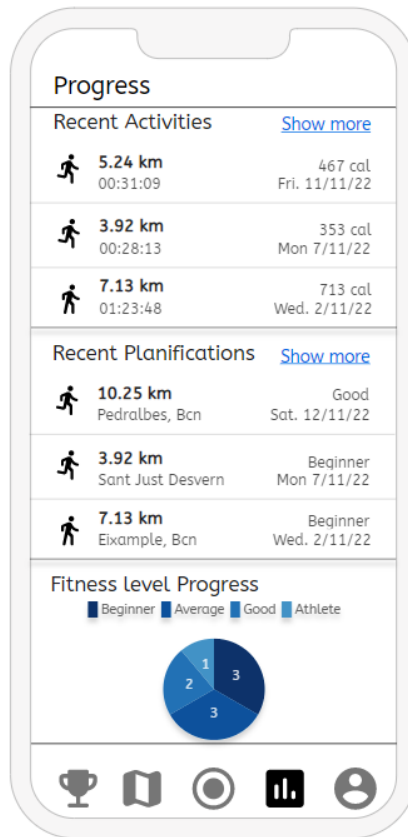 Progress
Recent Activities Show more
5.24 km 467 cal
00:31:09 Fri. 11/11/22
3.92 km 353 cal
00:28:13 Mon 7/11/22
7.13 km 713 cal
01:23:48 Wed. 2/11/22
Recent Planifications Show more
10.25 km Good
Pedralbes, Bcn Sat. 12/11/22
3.92 km Beginner
Sant Just Desvern Mon 7/11/22
7.13 km Beginner
Eixample, Bcn Wed. 2/11/22
Fitness level Progress
Beginner Average Good Athlete
1
3
2
3